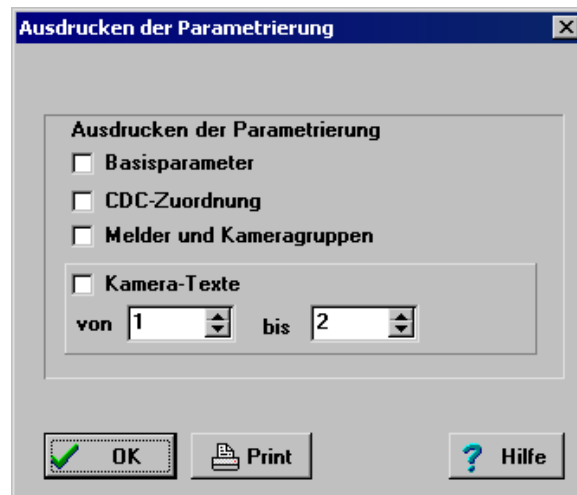 Ausdrucken der Parametrierung
Ausdrucken der Parametrierung
Basisparameter
CDC-Zuordnung
Melder und Kameragruppen
Kamera-Texte
von 1 bis 2
OK Print ? Hilfe